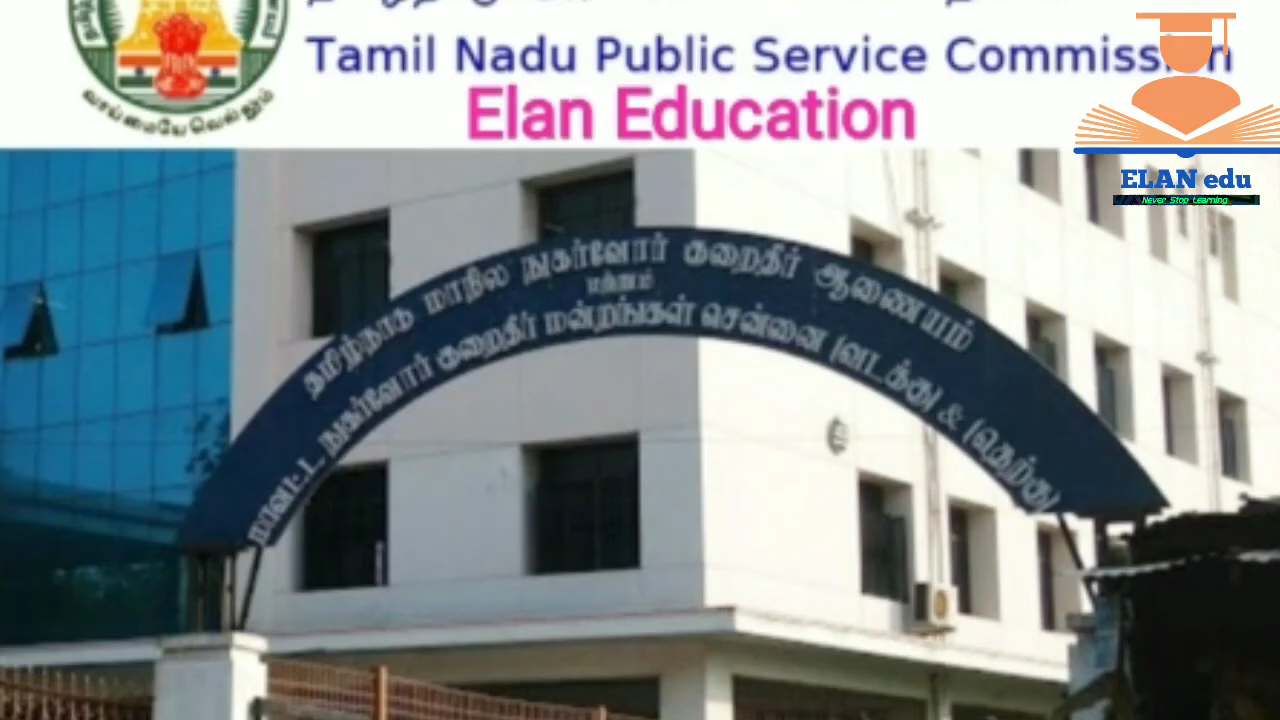 Tamil Nadu Public Service Commission
Elan Education
வாய்மையே வெல்லும்
ELAN edu
Never Stop Learning
தமிழ்நாடு மாநில நுகர்வோர் குறைதீர் ஆணையம்
மற்றும்
மாவட்ட நுகர்வோர் குறைதீர் மன்றங்கள் சென்னை (வடக்கு) & (தெற்கு)